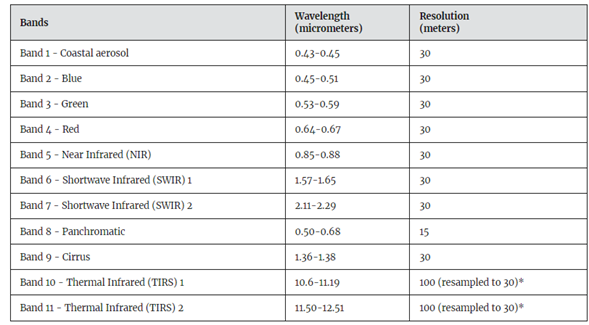 Bands Wavelength (micrometers) Resolution (meters)
Band 1 - Coastal aerosol 0.43-0.45 30
Band 2 - Blue 0.45-0.51 30
Band 3 - Green 0.53-0.59 30
Band 4 - Red 0.64-0.67 30
Band 5 - Near Infrared (NIR) 0.85-0.88 30
Band 6 - Shortwave Infrared (SWIR) 1 1.57-1.65 30
Band 7 - Shortwave Infrared (SWIR) 2 2.11-2.29 30
Band 8 - Panchromatic 0.50-0.68 15
Band 9 - Cirrus 1.36-1.38 30
Band 10 - Thermal Infrared (TIRS) 1 10.6-11.19 100 (resampled to 30)*
Band 11 - Thermal Infrared (TIRS) 2 11.50-12.51 100 (resampled to 30)*